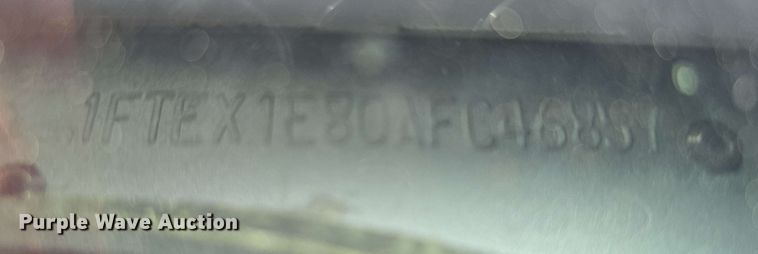 1FTEX1E80AFC46857
Purple Wave Auction